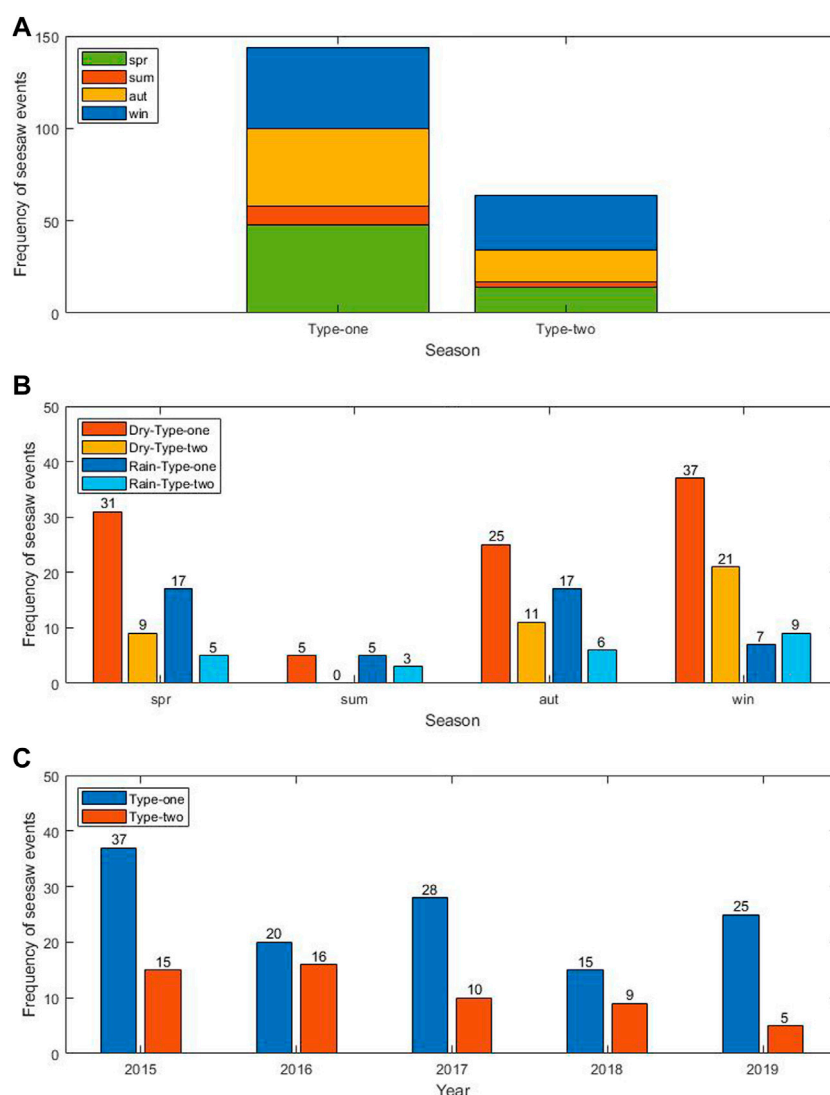 A
Frequency of seesaw events
150
100
50
0
spr
sum
aut
win
Type-one
Type-two
Season
B
Frequency of seesaw events
50
40
30
20
10
0
Dry-Type-one
Dry-Type-two
Rain-Type-one
Rain-Type-two
31
9
17
5
5
0
5
3
25
11
17
6
37
21
7
9
spr
sum
aut
win
Season
C
Frequency of seesaw events
50
40
30
20
10
0
Type-one
Type-two
37
15
20
16
28
10
15
9
25
5
2015
2016
2017
2018
2019
Year